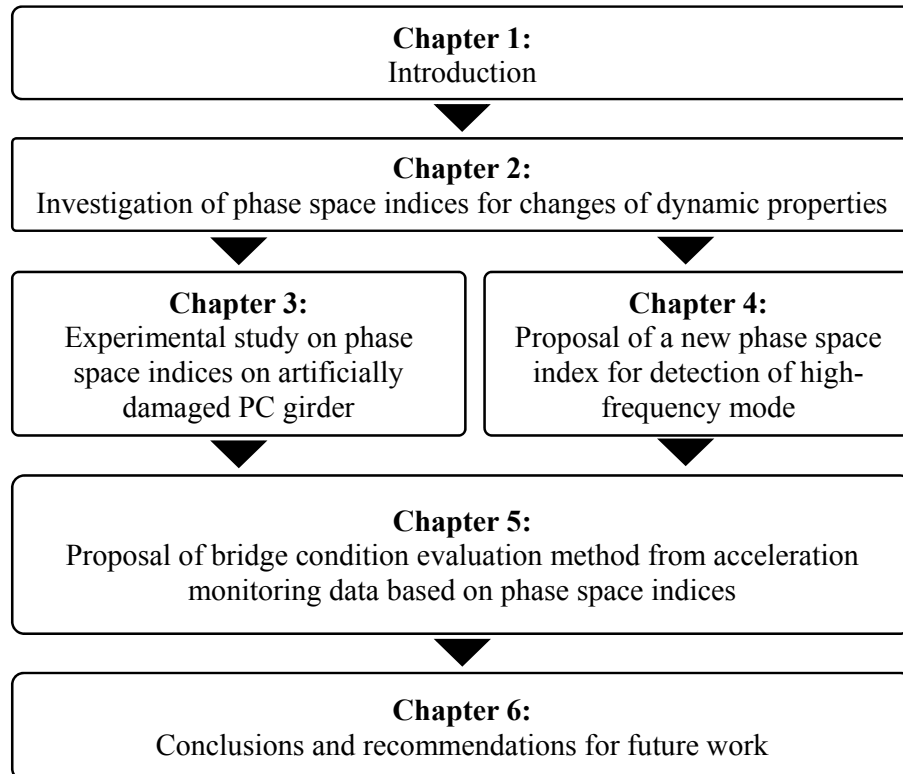 Chapter 1:
Introduction
Chapter 2:
Investigation of phase space indices for changes of dynamic properties
Chapter 3:
Experimental study on phase
space indices on artificially
damaged PC girder
Chapter 4:
Proposal of a new phase space
index for detection of high-
frequency mode
Chapter 5:
Proposal of bridge condition evaluation method from acceleration
monitoring data based on phase space indices
Chapter 6:
Conclusions and recommendations for future work